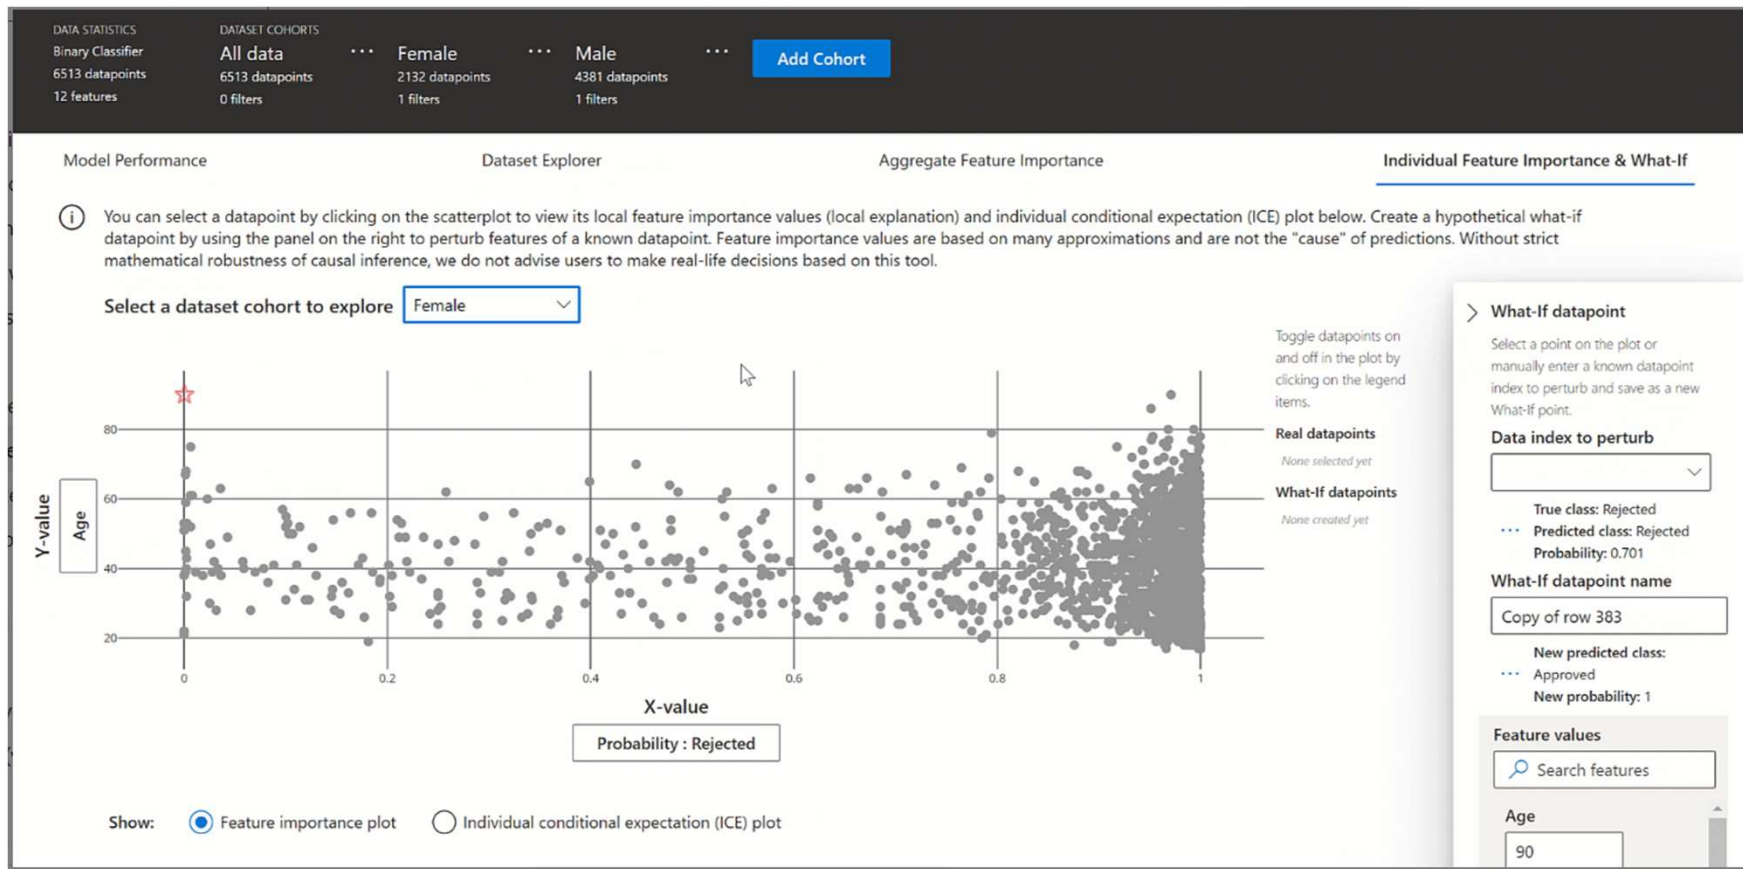 DATA STATISTICS
Binary Classifier
6513 datapoints
12 features
DATASET COHORTS
All data
6513 datapoints
0 filters
Female
2132 datapoints
1 filters
Male
4381 datapoints
1 filters
Add Cohort
Model Performance
Dataset Explorer
Aggregate Feature Importance
Individual Feature Importance & What-If
You can select a datapoint by clicking on the scatterplot to view its local feature importance values (local explanation) and individual conditional expectation (ICE) plot below. Create a hypothetical what-if
datapoint by using the panel on the right to perturb features of a known datapoint. Feature importance values are based on many approximations and are not the "cause" of predictions. Without strict
mathematical robustness of causal inference, we do not advise users to make real-life decisions based on this tool.
Select a dataset cohort to explore
Female
Y-value
Age
80
60
40
20
0
0.2
0.4
0.6
0.8
1
X-value
Probability : Rejected
Show:
Feature importance plot
Individual conditional expectation (ICE) plot
Toggle datapoints on
and off in the plot by
clicking on the legend
items.
Real datapoints
None selected yet
What-If datapoints
None created yet
What-If datapoint
Select a point on the plot or
manually enter a known datapoint
index to perturb and save as a new
What-If point.
Data index to perturb
True class: Rejected
Predicted class: Rejected
Probability: 0.701
What-If datapoint name
Copy of row 383
New predicted class:
Approved
New probability: 1
Feature values
Search features
Age
90